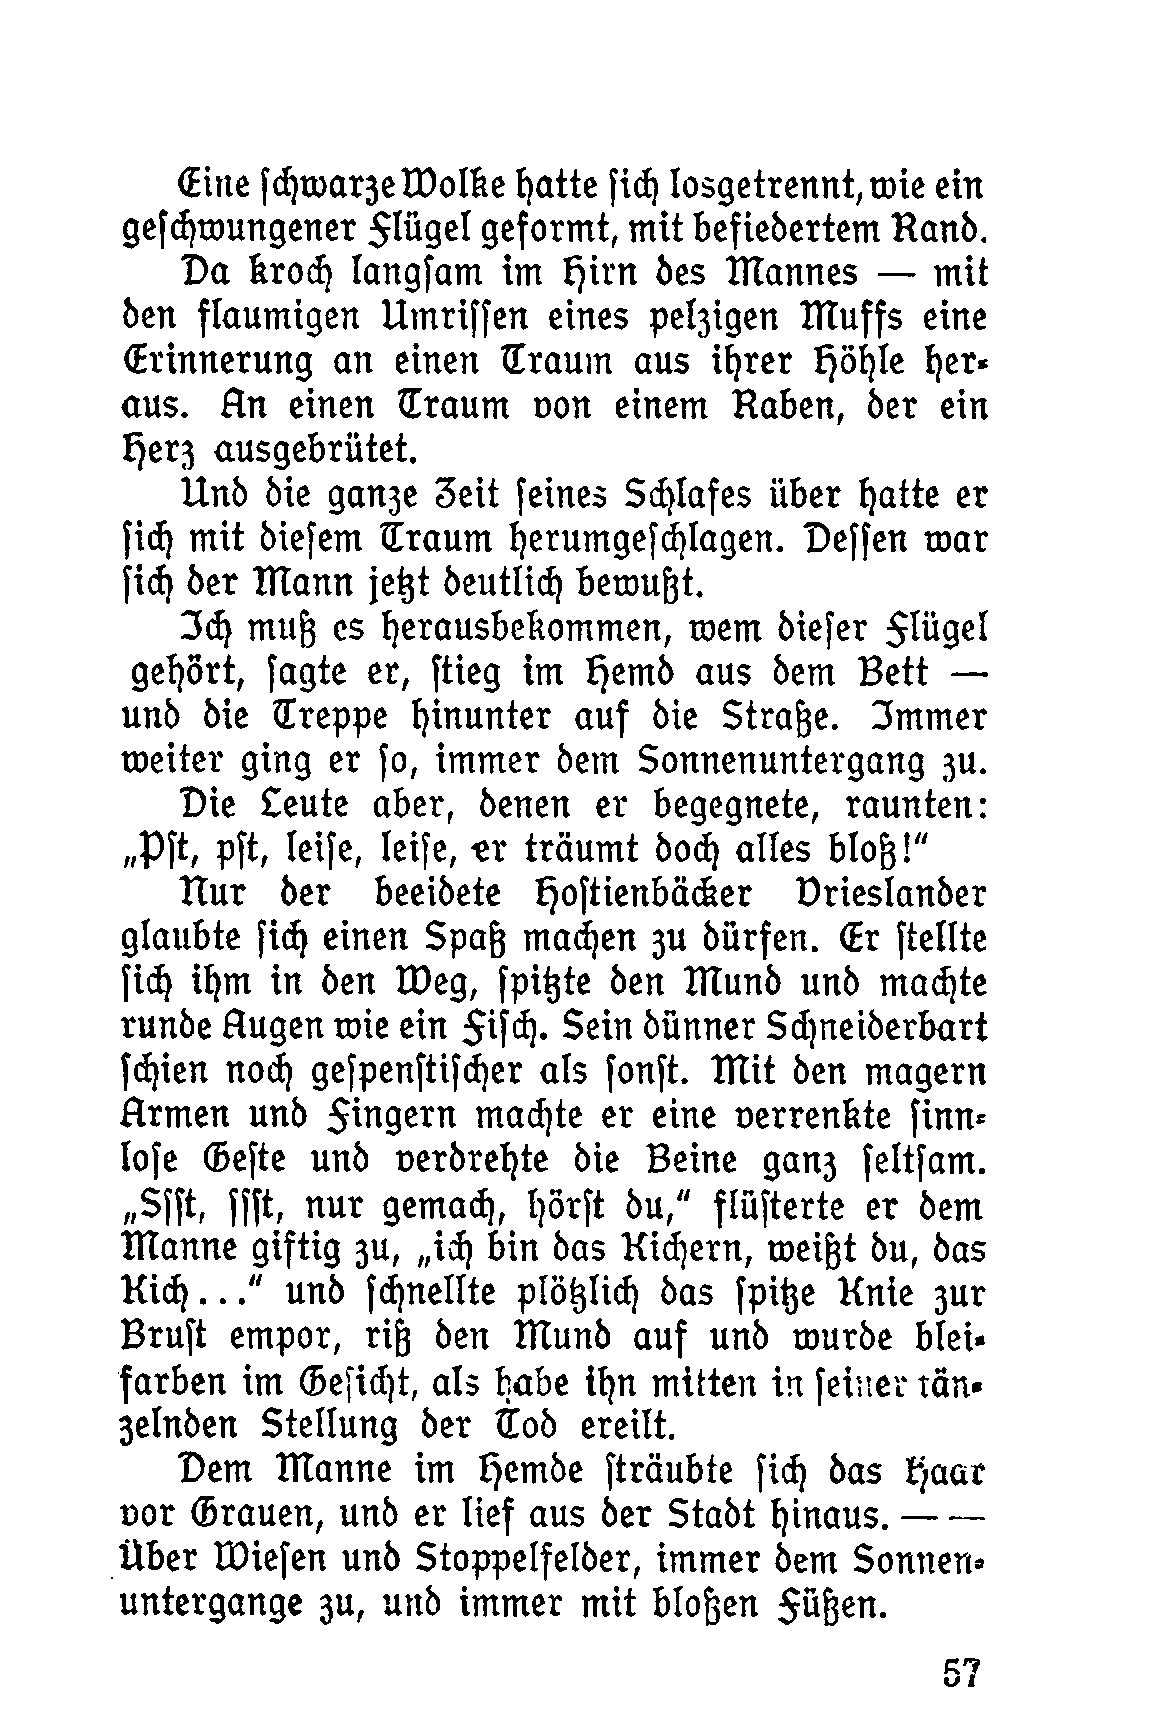 Eine ſchwarze Wolke hatte ſich losgetrennt, wie ein
geſchwungener Flügel geformt, mit befiedertem Rand.
Da kroch langſam im Hirn des Mannes — mit
den flaumigen Umriſſen eines pelzigen Muffs eine
Erinnerung an einen Traum aus ihrer Höhle her-
aus. An einen Traum von einem Raben, der ein
Herz ausgebrütet.
Und die ganze Zeit ſeines Schlafes über hatte er
ſich mit dieſem Traum herumgeſchlagen. Deſſen war
ſich der Mann jetzt deutlich bewußt.
Ich muß es herausbekommen, wem dieſer Flügel
gehört, ſagte er, ſtieg im Hemd aus dem Bett —
und die Treppe hinunter auf die Straße. Immer
weiter ging er ſo, immer dem Sonnenuntergang zu.
Die Leute aber, denen er begegnete, raunten:
„Pſt, pſt, leiſe, leiſe, er träumt doch alles bloß!“
Nur der beeidete Hoſtienbäcker Vrieslander
glaubte ſich einen Spaß machen zu dürfen. Er ſtellte
ſich ihm in den Weg, ſpitzte den Mund und machte
runde Augen wie ein Fiſch. Sein dünner Schneiderbart
ſchien noch geſpenſtiſcher als ſonſt. Mit den magern
Armen und Fingern machte er eine verrenkte ſinn-
loſe Geſte und verdrehte die Beine ganz ſeltſam.
„Sſſt, ſſſt, nur gemach, hörſt du,“ flüſterte er dem
Manne giftig zu, „ich bin das Kichern, weißt du, das
Kich...“ und ſchnellte plötzlich das ſpitze Knie zur
Bruſt empor, riß den Mund auf und wurde blei-
farben im Geſicht, als habe ihn mitten in ſeiner tän-
zelnden Stellung der Tod ereilt.
Dem Manne im Hemde ſträubte ſich das Haar
vor Grauen, und er lief aus der Stadt hinaus. — —
Über Wieſen und Stoppelfelder, immer dem Sonnen-
untergange zu, und immer mit bloßen Füßen.
57